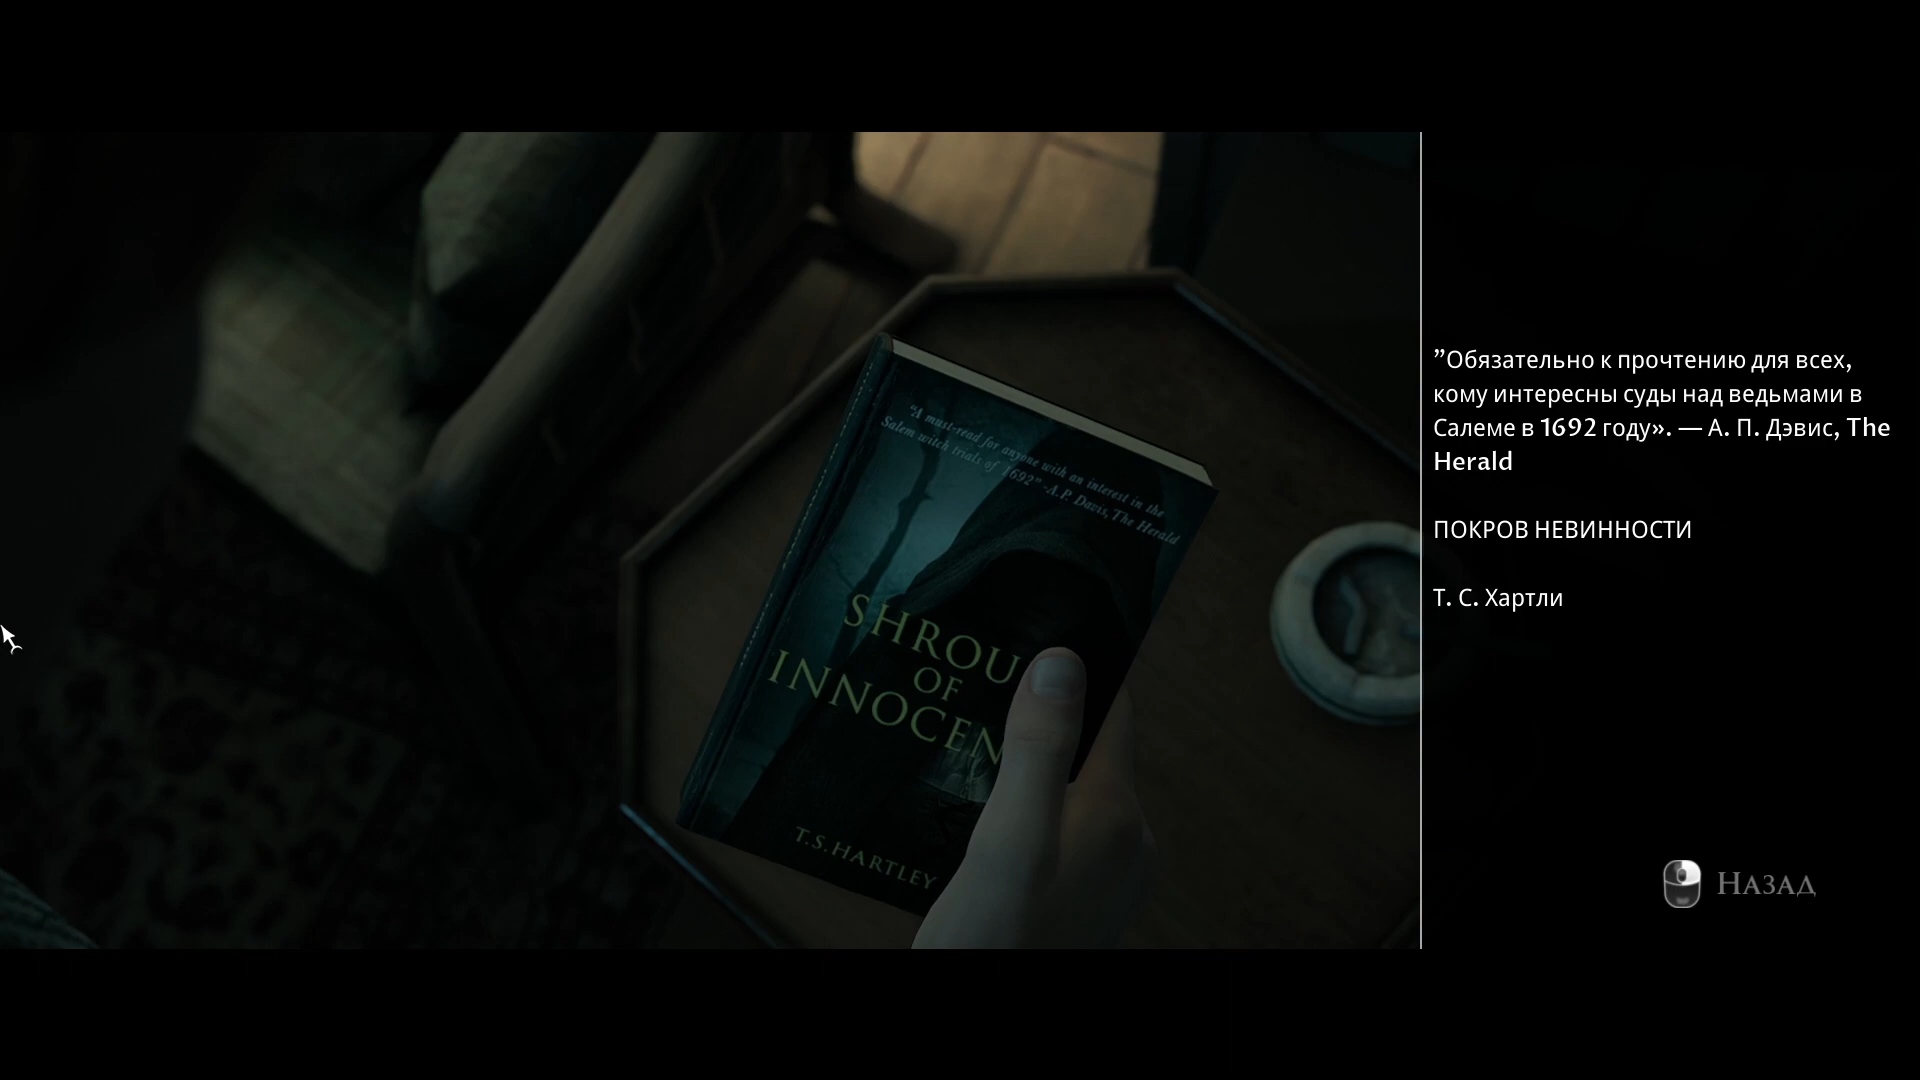 "A must-read for anyone with an interest in the
Salem witch trials of 1692" -A.P. Davis, The Herald
SHROU
OF
INNOCEN
T.S. HARTLEY
”Обязательно к прочтению для всех,
кому интересны суды над ведьмами в
Салеме в 1692 году». — А. П. Дэвис, The
Herald
ПОКРОВ НЕВИННОСТИ
Т. С. Хартли
Назад